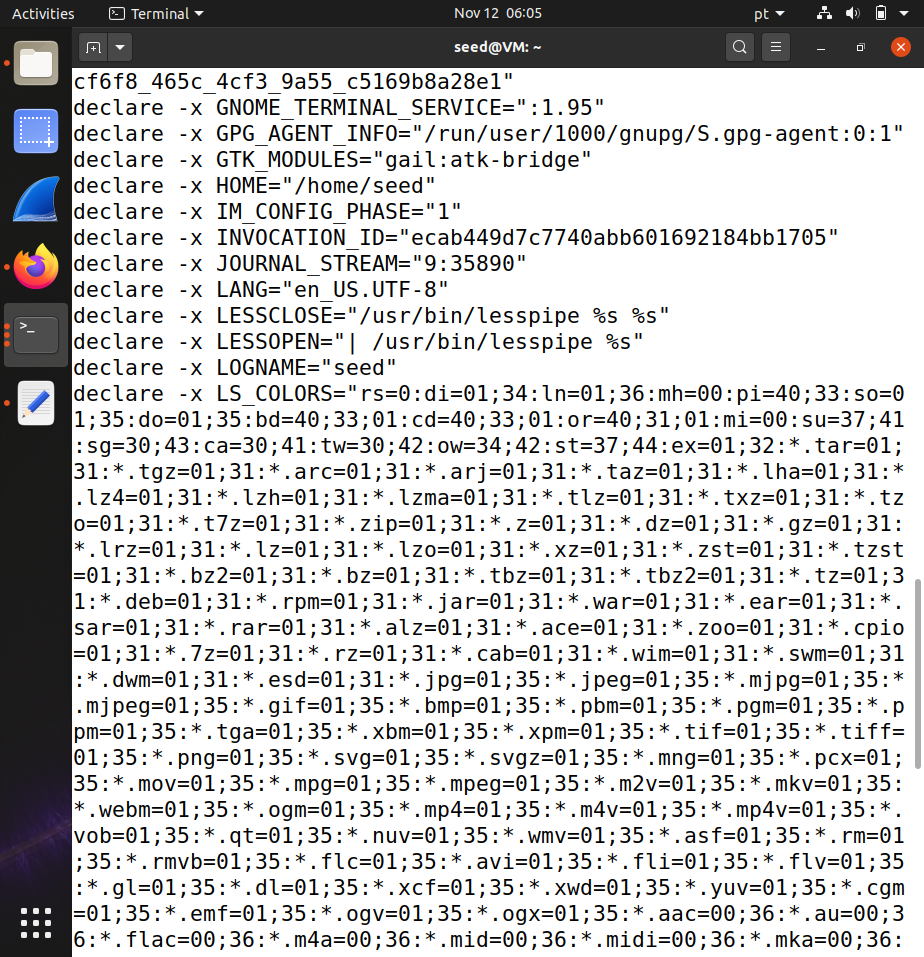 Activities
Terminal
Nov 12 06:05
pt
seed@VM: ~
cf6f8_465c_4cf3_9a55_c5169b8a28e1"
declare -x GNOME_TERMINAL_SERVICE=":1.95"
declare -x GPG_AGENT_INFO="/run/user/1000/gnupg/S.gpg-agent:0:1"
declare -x GTK_MODULES="gail:atk-bridge"
declare -x HOME="/home/seed"
declare -x IM_CONFIG_PHASE="1"
declare -x INVOCATION_ID="ecab449d7c7740abb601692184bb1705"
declare -x JOURNAL_STREAM="9:35890"
declare -x LANG="en_US.UTF-8"
declare -x LESSCLOSE="/usr/bin/lesspipe %s %s"
declare -x LESSOPEN="| /usr/bin/lesspipe %s"
declare -x LOGNAME="seed"
declare -x LS_COLORS="rs=0:di=01;34:ln=01;36:mh=00:pi=40;33:so=0
1;35:do=01;35:bd=40;33;01:cd=40;33;01:or=40;31;01:mi=00:su=37;41
:sg=30;43:ca=30;41:tw=30;42:ow=34;42:st=37;44:ex=01;32:*.tar=01;
31:*.tgz=01;31:*.arc=01;31:*.arj=01;31:*.taz=01;31:*.lha=01;31:*
.lz4=01;31:*.lzh=01;31:*.lzma=01;31:*.tlz=01;31:*.txz=01;31:*.tz
o=01;31:*.t7z=01;31:*.zip=01;31:*.z=01;31:*.dz=01;31:*.gz=01;31:
*.lrz=01;31:*.lz=01;31:*.lzo=01;31:*.xz=01;31:*.zst=01;31:*.tzst
=01;31:*.bz2=01;31:*.bz=01;31:*.tbz=01;31:*.tbz2=01;31:*.tz=01;3
1:*.deb=01;31:*.rpm=01;31:*.jar=01;31:*.war=01;31:*.ear=01;31:*.
sar=01;31:*.rar=01;31:*.alz=01;31:*.ace=01;31:*.zoo=01;31:*.cpio
=01;31:*.7z=01;31:*.rz=01;31:*.cab=01;31:*.wim=01;31:*.swm=01;31
:*.dwm=01;31:*.esd=01;31:*.jpg=01;35:*.jpeg=01;35:*.mjpg=01;35:*
.mjpeg=01;35:*.gif=01;35:*.bmp=01;35:*.pbm=01;35:*.pgm=01;35:*.p
pm=01;35:*.tga=01;35:*.xbm=01;35:*.xpm=01;35:*.tif=01;35:*.tiff=
01;35:*.png=01;35:*.svg=01;35:*.svgz=01;35:*.mng=01;35:*.pcx=01;
35:*.mov=01;35:*.mpg=01;35:*.mpeg=01;35:*.m2v=01;35:*.mkv=01;35:
*.webm=01;35:*.ogm=01;35:*.mp4=01;35:*.m4v=01;35:*.mp4v=01;35:*.
vob=01;35:*.qt=01;35:*.nuv=01;35:*.wmv=01;35:*.asf=01;35:*.rm=01
;35:*.rmvb=01;35:*.flc=01;35:*.avi=01;35:*.fli=01;35:*.flv=01;35
:*.gl=01;35:*.dl=01;35:*.xcf=01;35:*.xwd=01;35:*.yuv=01;35:*.cgm
=01;35:*.emf=01;35:*.ogv=01;35:*.ogx=01;35:*.aac=00;36:*.au=00;3
6:*.flac=00;36:*.m4a=00;36:*.mid=00;36:*.midi=00;36:*.mka=00;36: